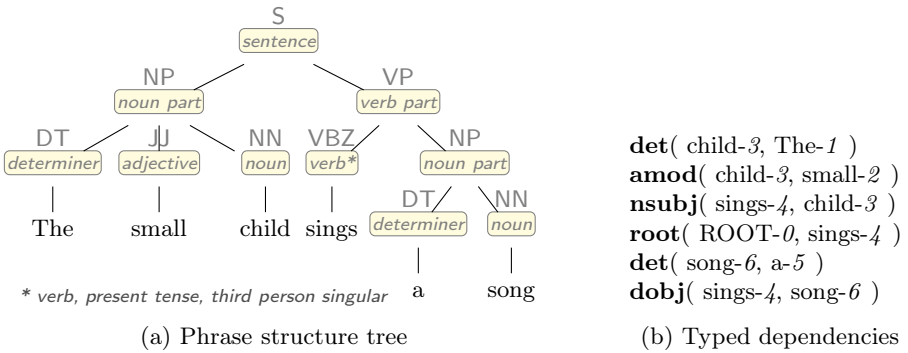 S
sentence
NP VP
noun part verb part
DT JJ NN VBZ NP
determiner adjective noun verb* noun part
DT NN
The small child sings determiner noun
* verb, present tense, third person singular a song
(a) Phrase structure tree
det( child-3, The-1 )
amod( child-3, small-2 )
nsubj( sings-4, child-3 )
root( ROOT-0, sings-4 )
det( song-6, a-5 )
dobj( sings-4, song-6 )
(b) Typed dependencies